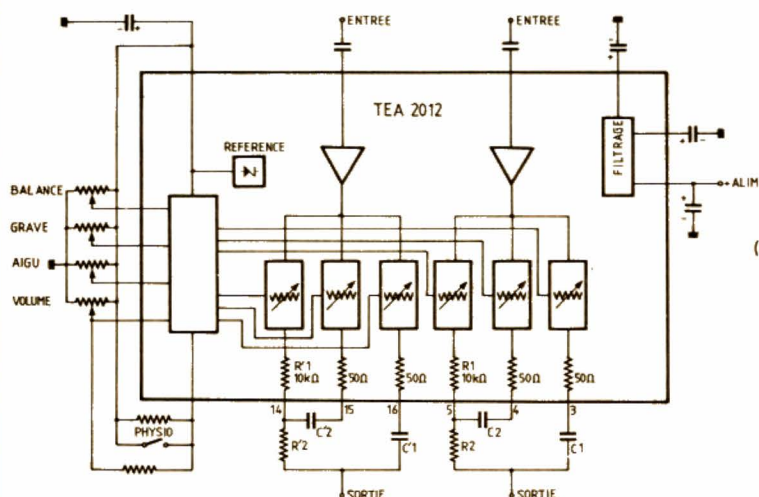 ENTREE
ENTREE
TEA 2012
REFERENCE
FILTRAGE
+ ALIM
BALANCE
GRAVE
AIGU
VOLUME
(
R'1
10kΩ
50Ω
50Ω
R1
10kΩ
50Ω
50Ω
14
15
16
5
4
3
PHYSIO
C'2
R'2
C'1
C2
R2
C1
SORTIE
SORTIE